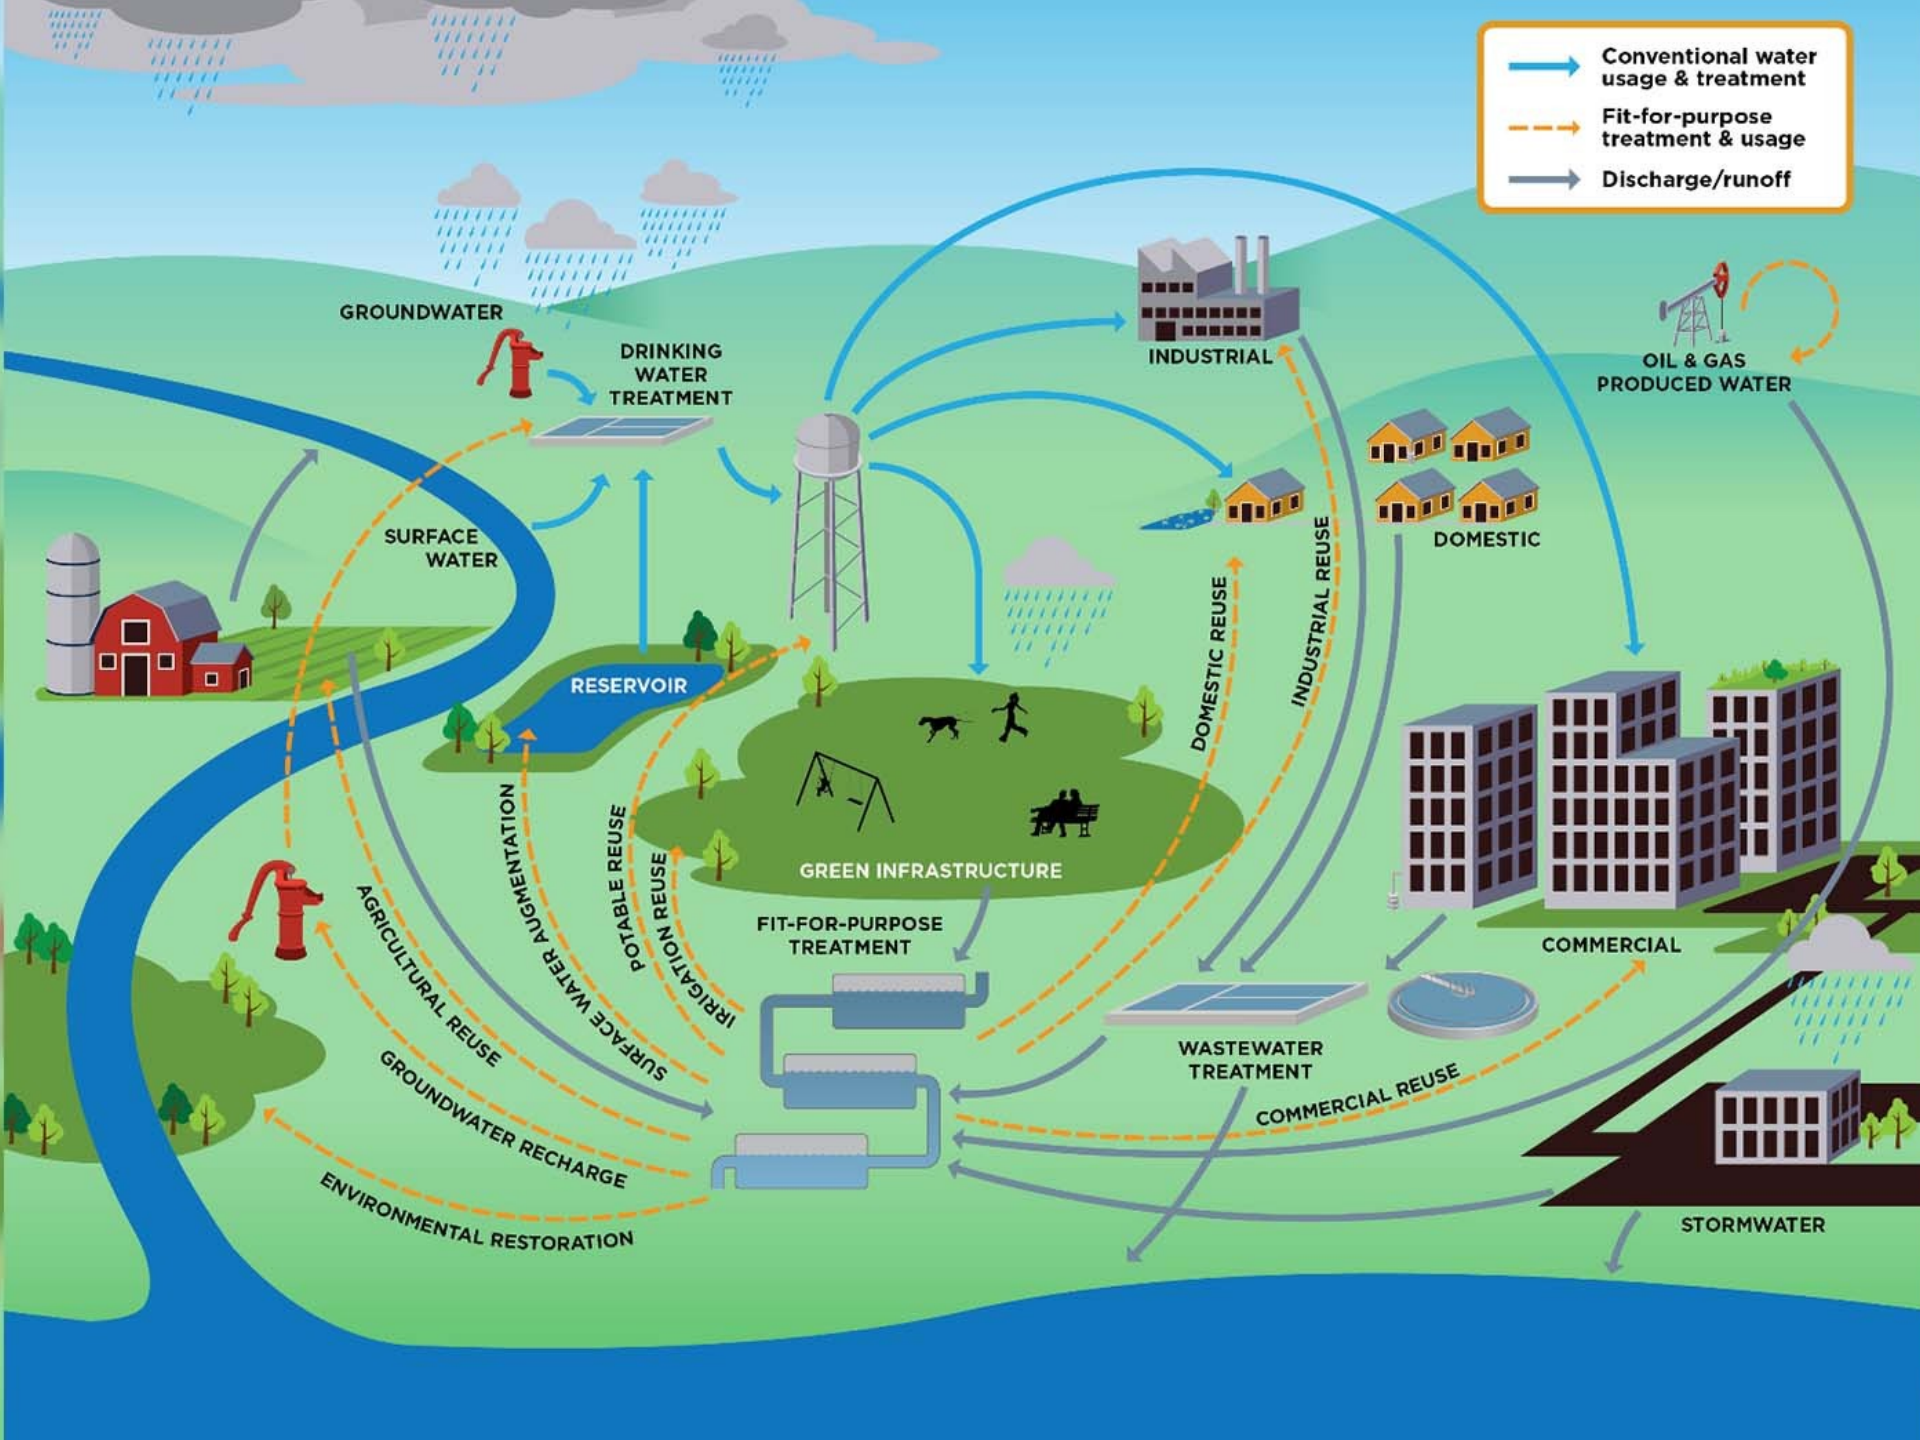 Conventional water
usage & treatment
Fit-for-purpose
treatment & usage
Discharge/runoff
GROUNDWATER
DRINKING
WATER
TREATMENT
INDUSTRIAL
OIL & GAS
PRODUCED WATER
SURFACE
WATER
DOMESTIC
RESERVOIR
DOMESTIC REUSE
INDUSTRIAL REUSE
GREEN INFRASTRUCTURE
FIT-FOR-PURPOSE
TREATMENT
AGRICULTURAL REUSE
SURFACE WATER AUGMENTATION
POTABLE REUSE
IRRIGATION REUSE
COMMERCIAL
GROUNDWATER RECHARGE
WASTEWATER
TREATMENT
COMMERCIAL REUSE
ENVIRONMENTAL RESTORATION
STORMWATER